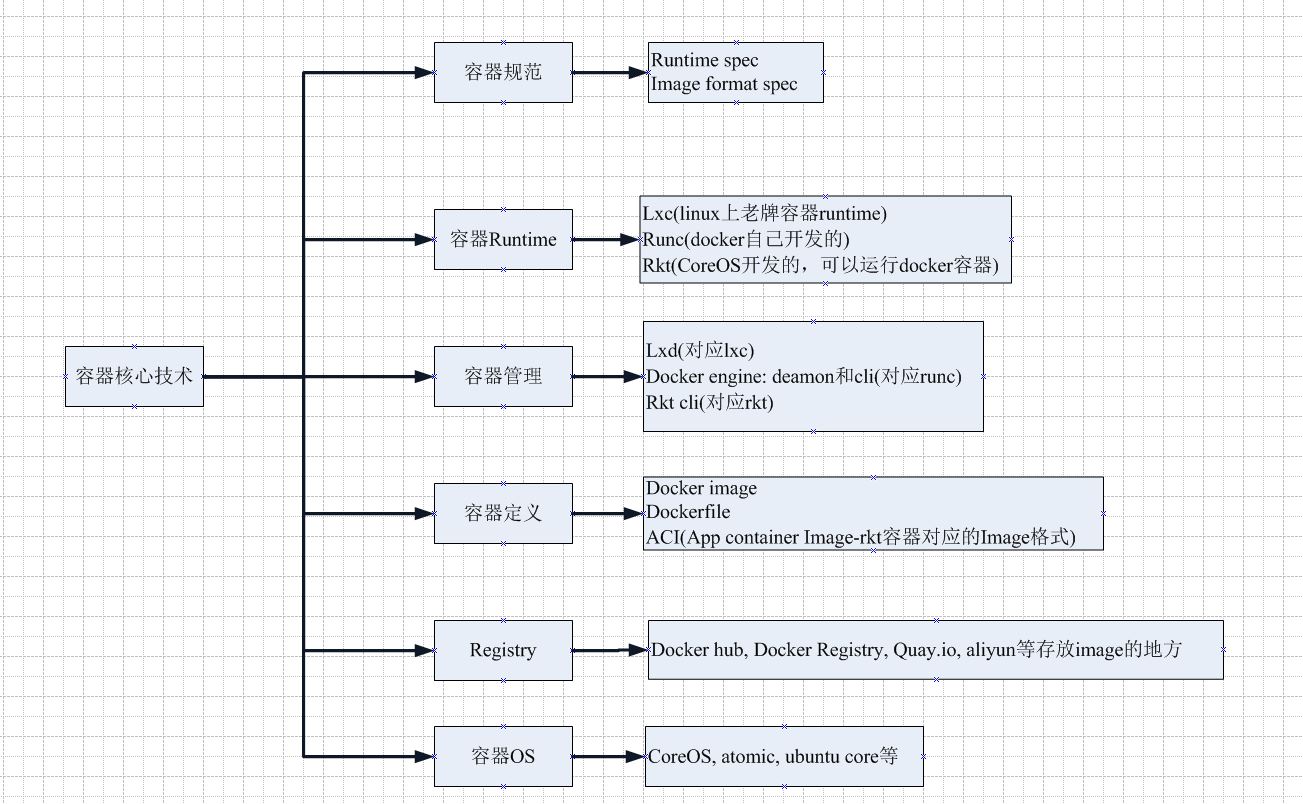 容器规范
Runtime spec
Image format spec
容器Runtime
Lxc(linux上老牌容器runtime)
Runc(docker自己开发的)
Rkt(CoreOS开发的，可以运行docker容器)
容器核心技术
容器管理
Lxd(对应lxc)
Docker engine: deamon和cli(对应runc)
Rkt cli(对应rkt)
容器定义
Docker image
Dockerfile
ACI(App container Image-rkt容器对应的Image格式)
Registry
Docker hub, Docker Registry, Quay.io, aliyun等存放image的地方
容器OS
CoreOS, atomic, ubuntu core等